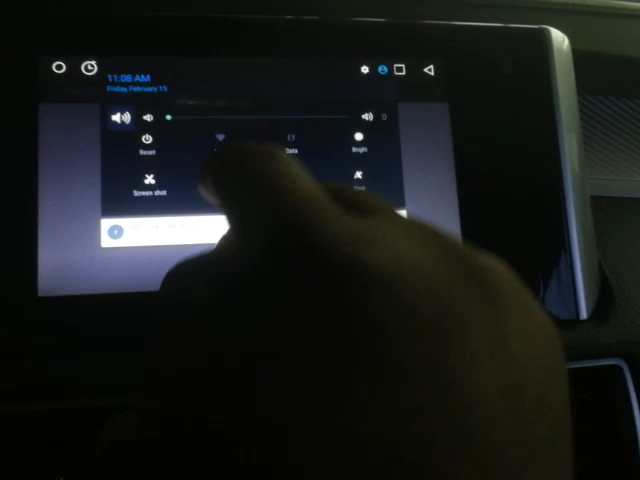 11:08 AM
Friday, February 15
0
Reset
Data
Bright
Screen shot